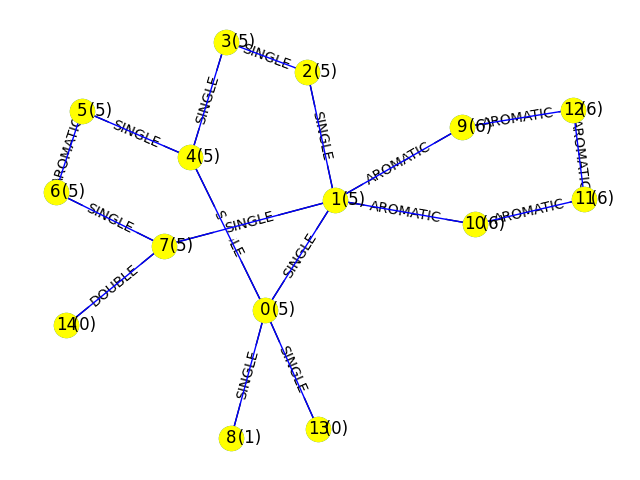 3(5)
SINGLE
2(5)
SINGLE
SINGLE
5(5)
SINGLE
4(5)
9(6)
AROMATIC
12(6)
AROMATIC
AROMATIC
6(5)
SINGLE
1(5)
AROMATIC
10(6)
AROMATIC
11(6)
7(5)
SINGLE
SINGLE
DOUBLE
14(0)
0(5)
SINGLE
SINGLE
8(1)
13(0)